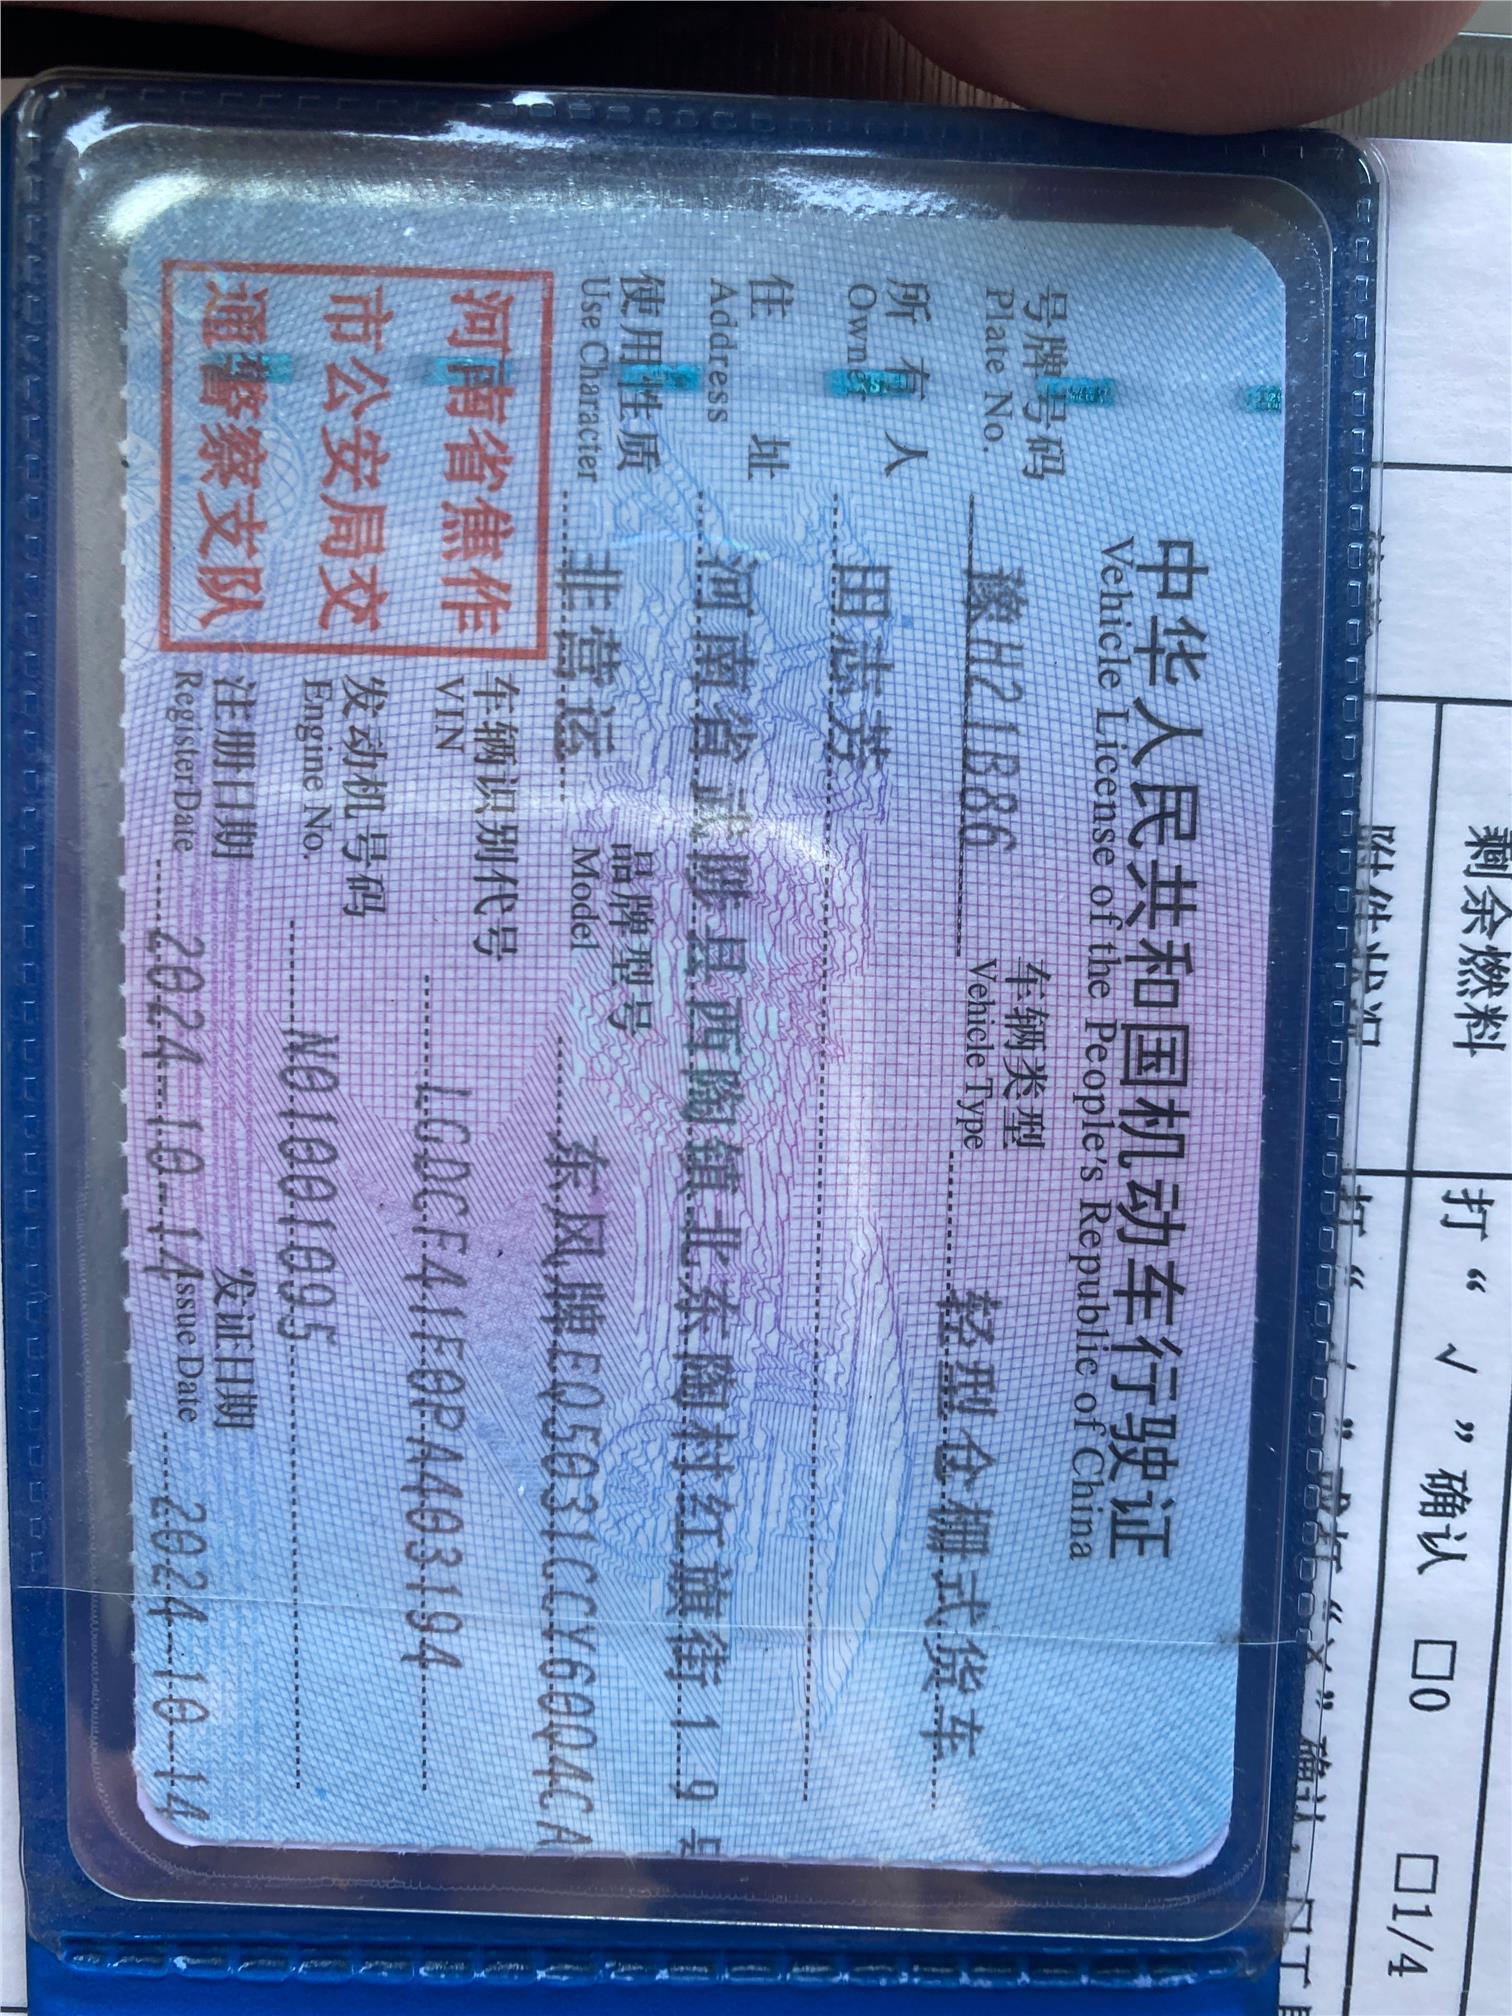 中华人民共和国机动车行驶证
Vehicle License of the People's Republic of China
号牌号码 豫H21B86 车辆类型 轻型仓栅式货车
Plate No. Vehicle Type
所有人 田志芳
Owner
住址 河南省武陟县西陶镇北东陶村红旗街19号
Address
使用性质 非营运 品牌型号 东风牌EQ5031CCY60Q4CA
Use Character Model
河南省焦作
市公安局交
通警察支队
车辆识别代号 LGDCF41F0PA403194
VIN
发动机号码 N01001095
Engine No.
注册日期 2024-10-14 发证日期 2024-10-14
Register Date Issue Date
剩余燃料 打“√”确认 □0 □1/4